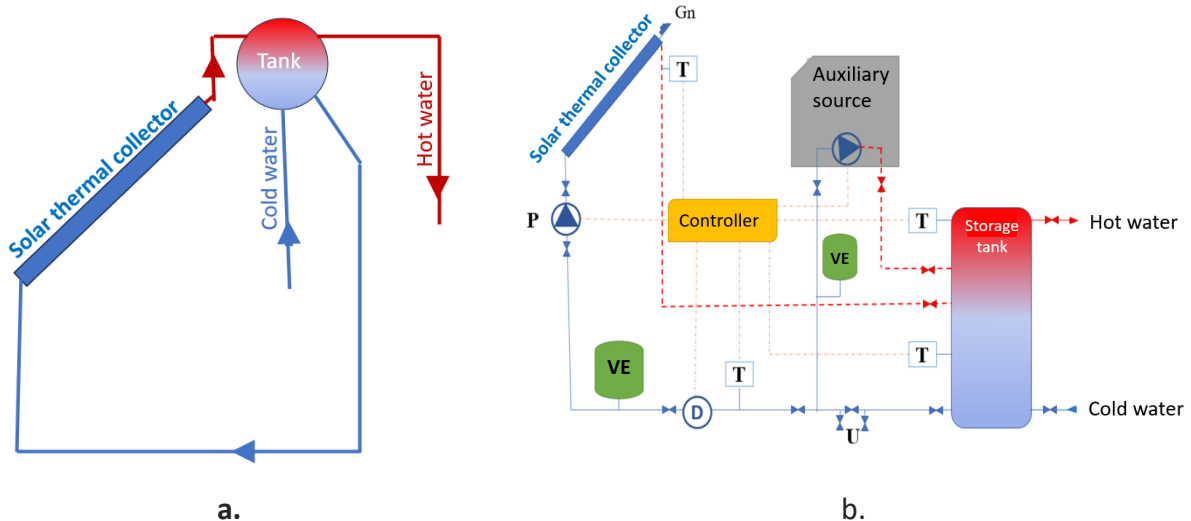 Tank
Solar thermal collector
Cold water
Hot water
a.
Gn
Solar thermal collector
T
Auxiliary
source
P
Controller
T
Storage
tank
Hot water
VE
VE
T
T
D
U
Cold water
b.